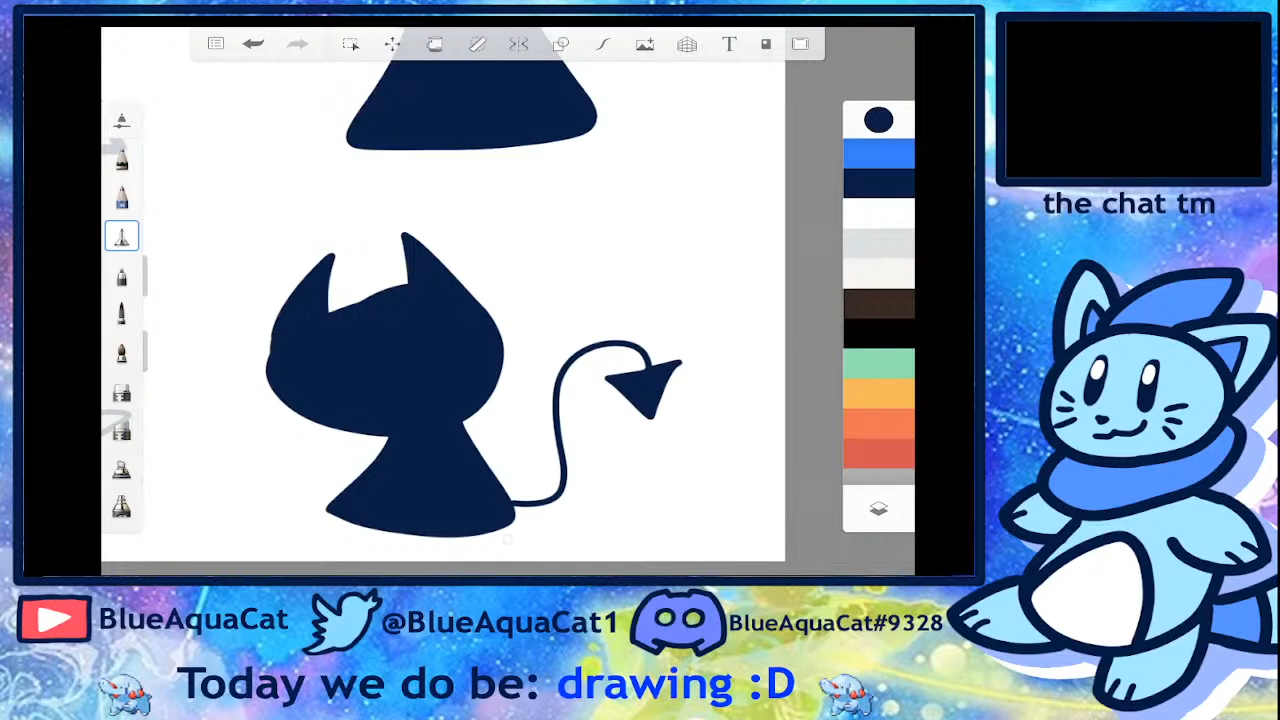 T
the chat tm
BlueAquaCat
@BlueAquaCat1
BlueAquaCat#9328
Today we do be: drawing :D